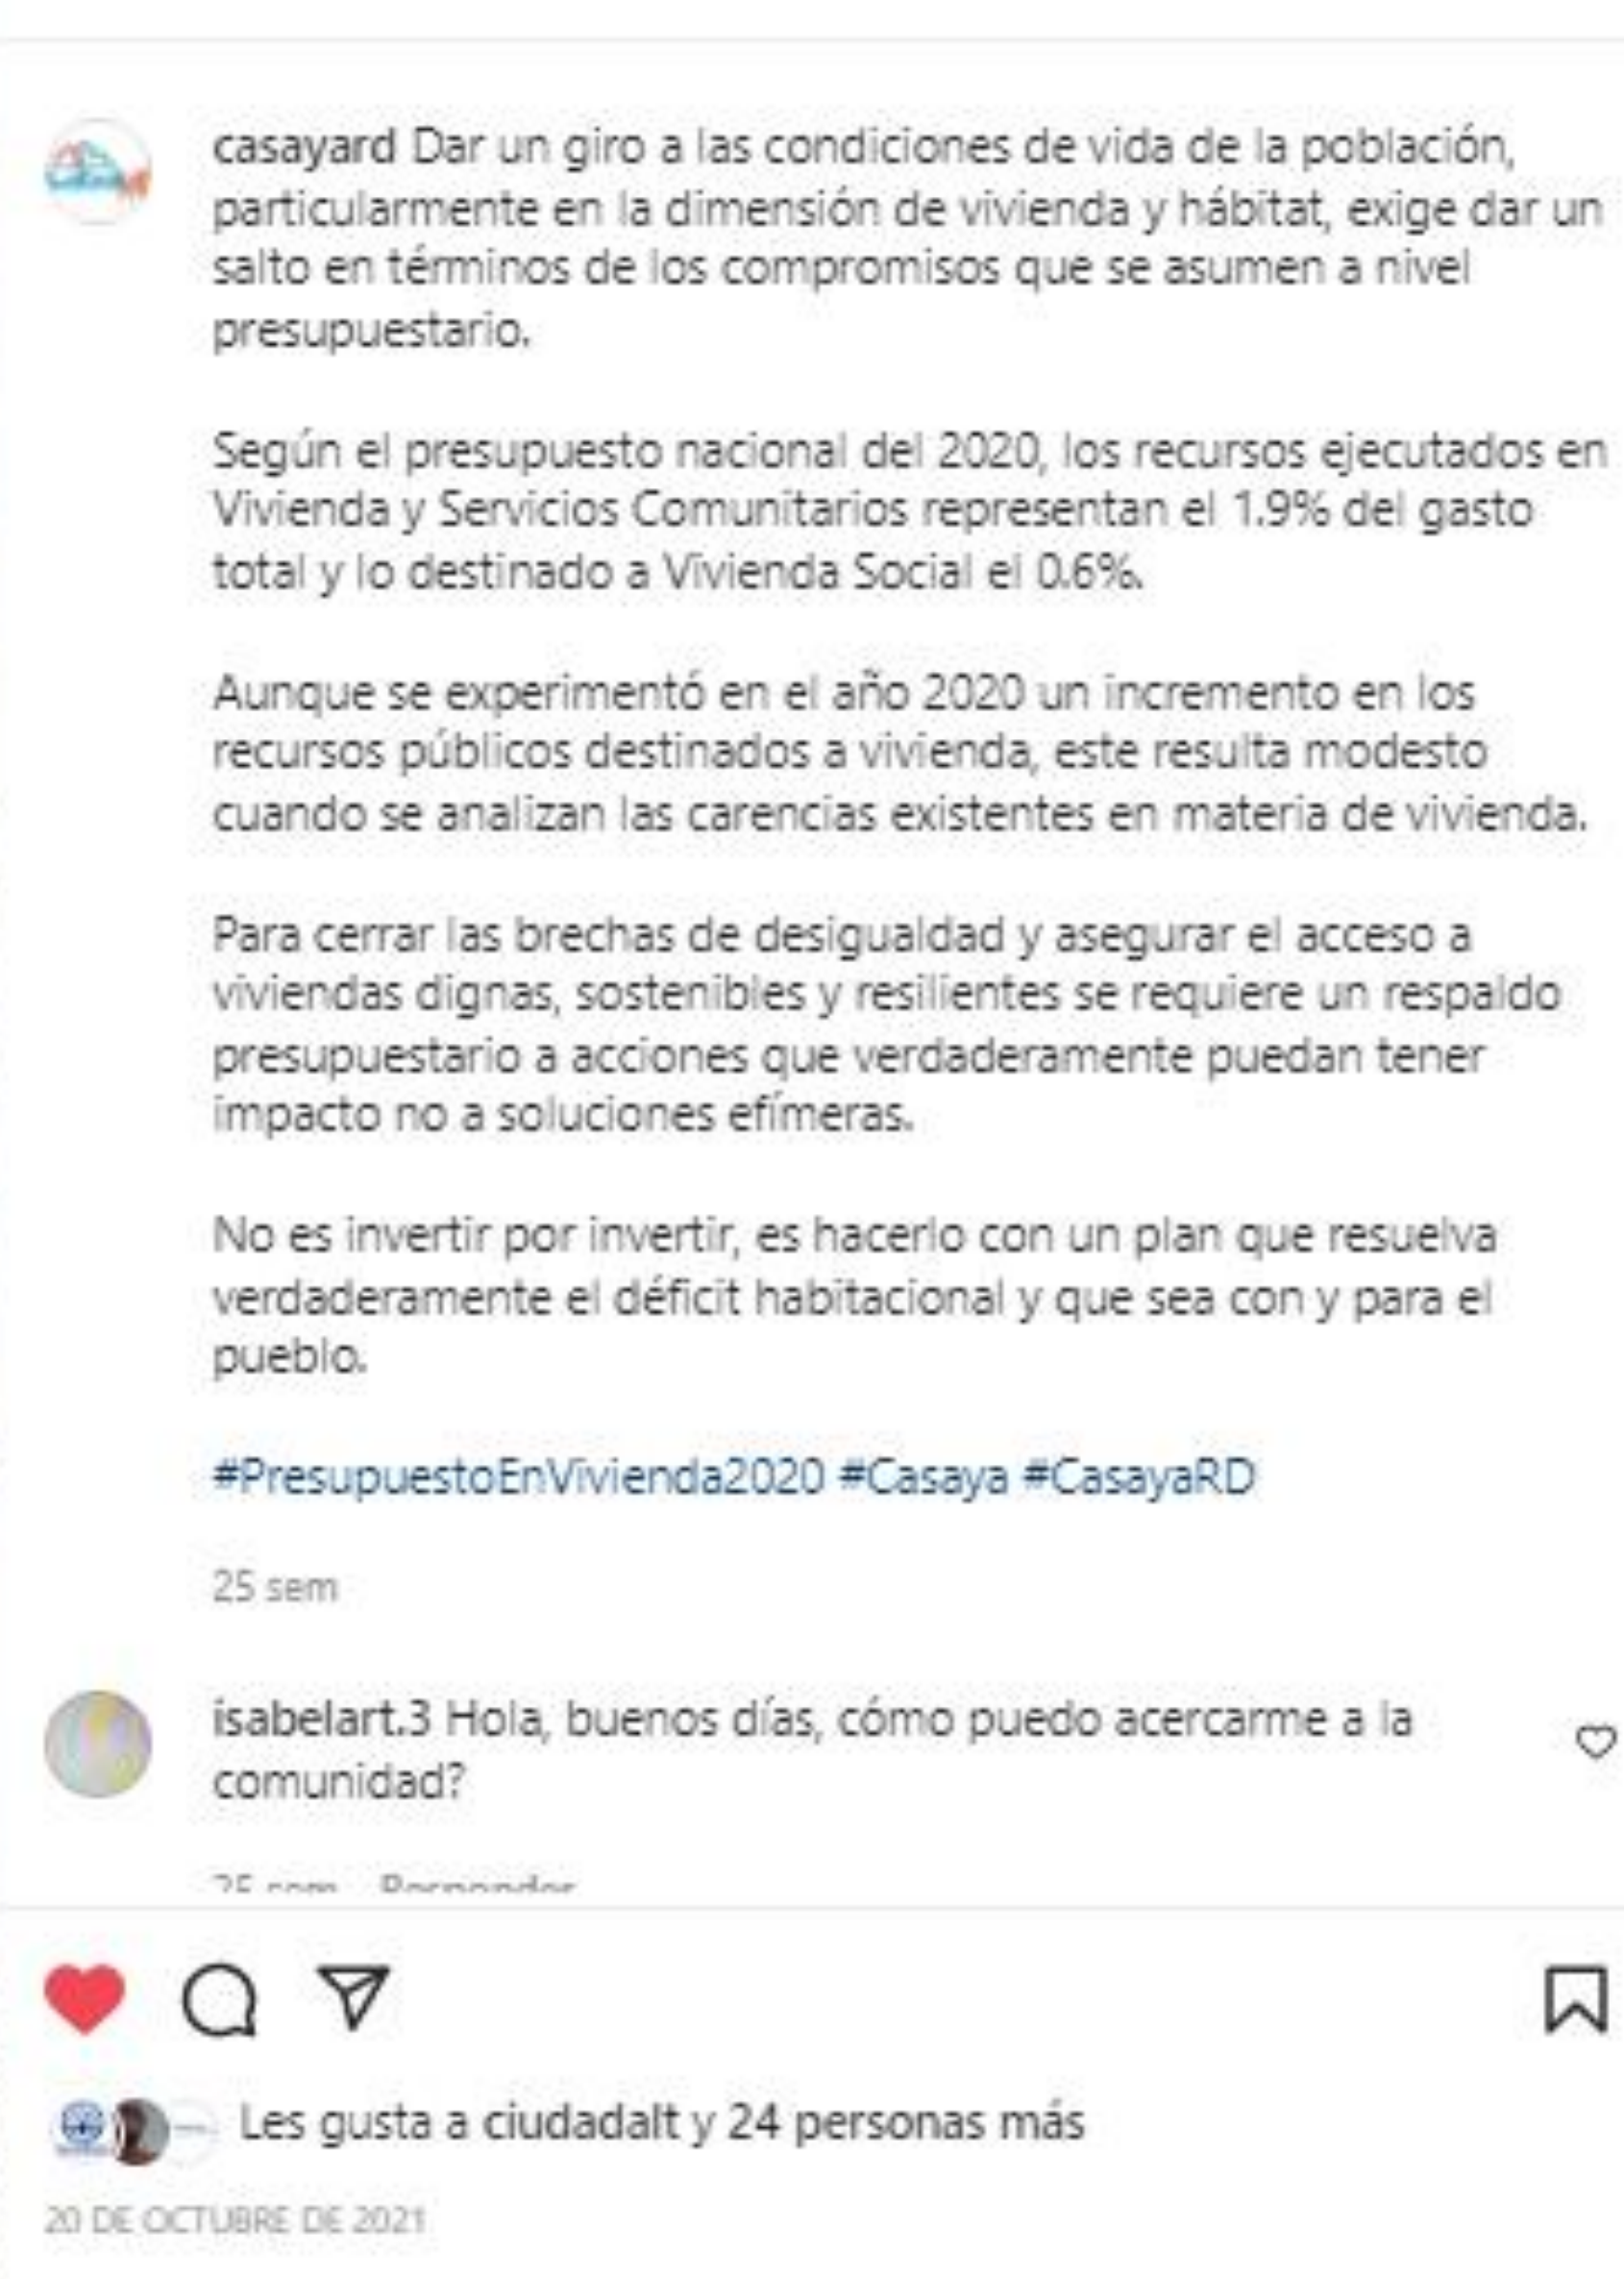 casayard Dar un giro a las condiciones de vida de la población,
particularmente en la dimensión de vivienda y hábitat, exige dar un
salto en términos de los compromisos que se asumen a nivel
presupuestario.
Según el presupuesto nacional del 2020, los recursos ejecutados en
Vivienda y Servicios Comunitarios representan el 1.9% del gasto
total y lo destinado a Vivienda Social el 0.6%.
Aunque se experimentó en el año 2020 un incremento en los
recursos públicos destinados a vivienda, este resulta modesto
cuando se analizan las carencias existentes en materia de vivienda.
Para cerrar las brechas de desigualdad y asegurar el acceso a
viviendas dignas, sostenibles y resilientes se requiere un respaldo
presupuestario a acciones que verdaderamente puedan tener
impacto no a soluciones efímeras.
No es invertir por invertir, es hacerlo con un plan que resuelva
verdaderamente el déficit habitacional y que sea con y para el
pueblo.
#PresupuestoEnVivienda2020 #Casaya #CasayaRD
25 sem
isabelart.3 Hola, buenos días, cómo puedo acercarme a la
comunidad?
25 sem Responder
Les gusta a ciudadalt y 24 personas más
20 DE OCTUBRE DE 2021